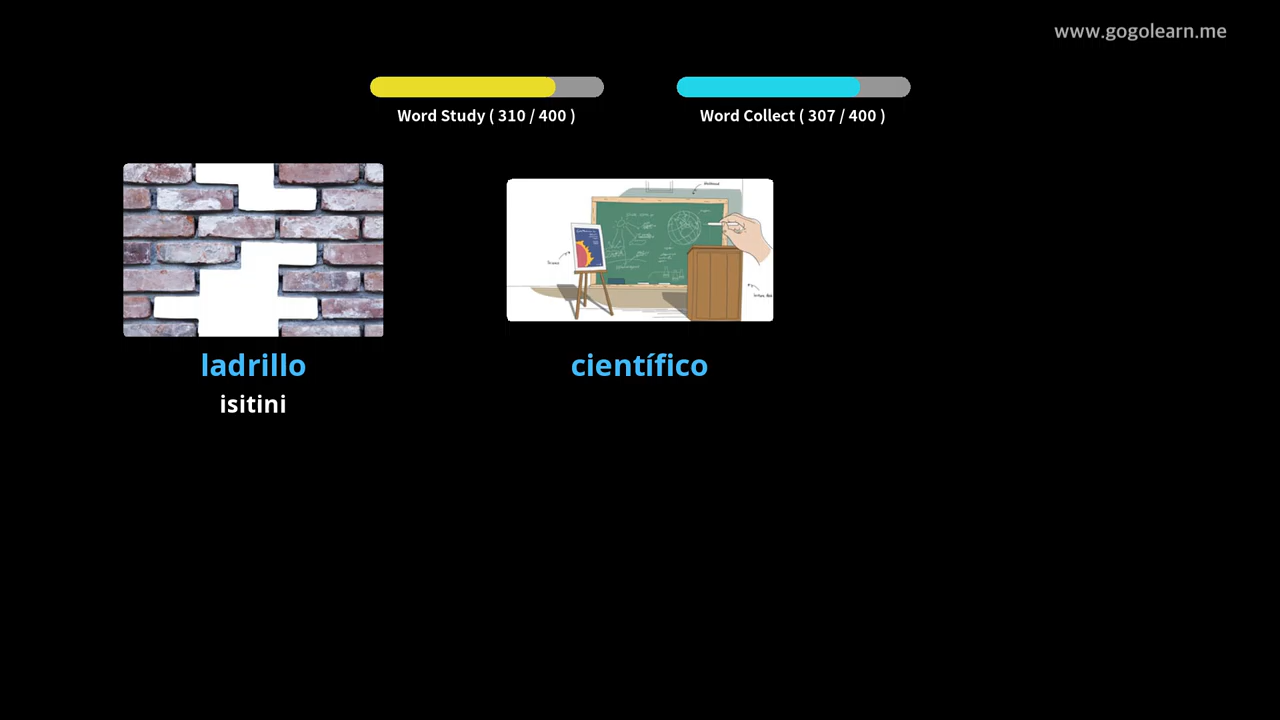 www.gogolearn.me
Word Study ( 310 / 400 )
Word Collect ( 307 / 400 )
ladrillo
isitini
científico